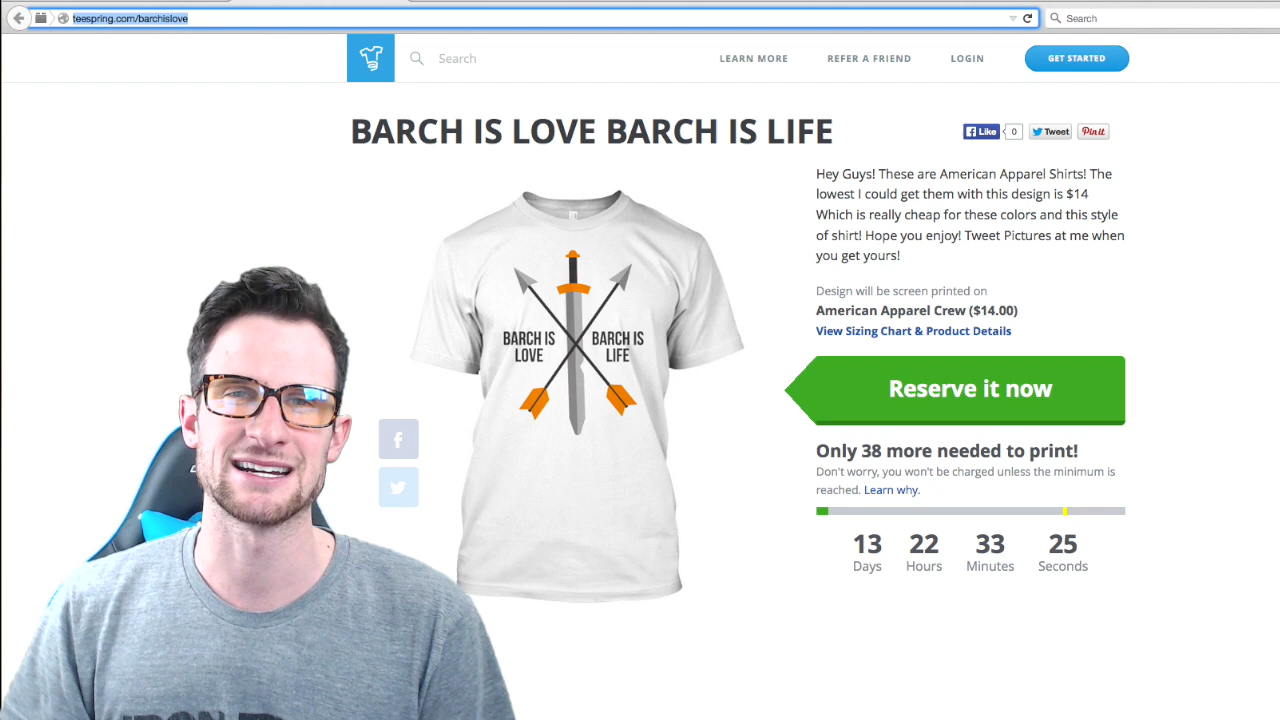 teespring.com/barchislove
Search
Search
LEARN MORE
REFER A FRIEND
LOGIN
GET STARTED
BARCH IS LOVE BARCH IS LIFE
Like
0
Tweet
Pin it
Hey Guys! These are American Apparel Shirts! The
lowest I could get them with this design is $14
Which is really cheap for these colors and this style
of shirt! Hope you enjoy! Tweet Pictures at me when
you get yours!
Design will be screen printed on
American Apparel Crew ($14.00)
View Sizing Chart & Product Details
BARCH IS
LOVE
BARCH IS
LIFE
Reserve it now
Only 38 more needed to print!
Don't worry, you won't be charged unless the minimum is
reached. Learn why.
13
22
33
25
Days
Hours
Minutes
Seconds